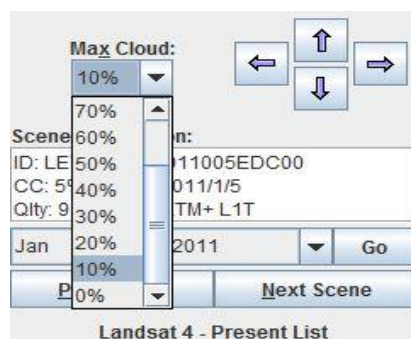 Max Cloud:
10%
70%
60%
50%
40%
30%
20%
10%
0%
Scene
n:
ID: LE 11005EDC00
CC: 5 011/1/5
Qlty: 9 TM+ L1T
Jan 2011 Go
P Next Scene
Landsat 4 - Present List